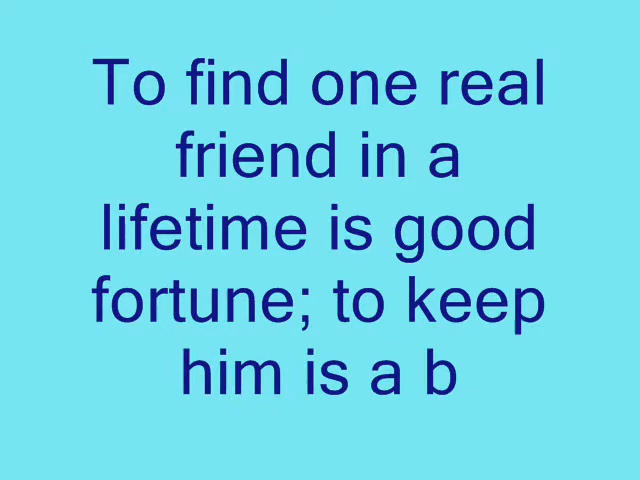 To find one real
friend in a
lifetime is good
fortune; to keep
him is a b